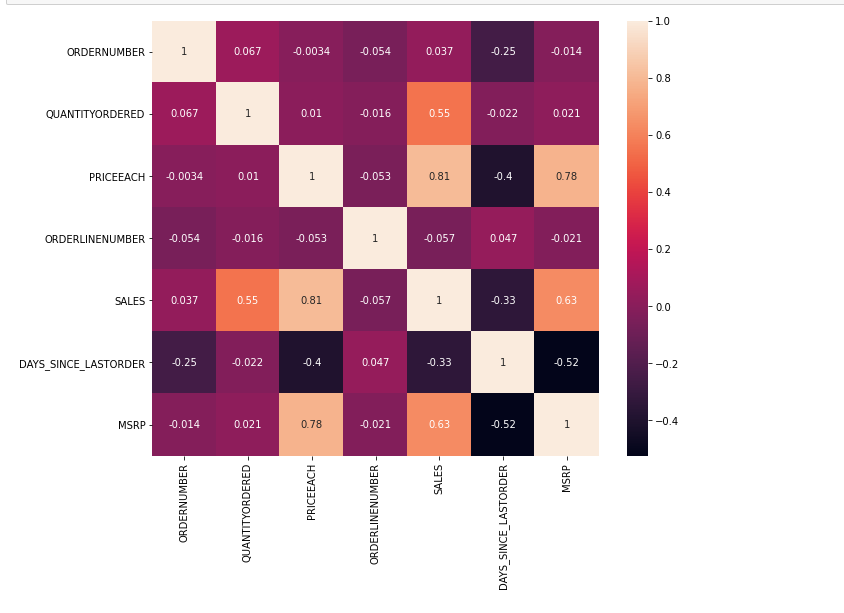 ORDERNUMBER 1 0.067 -0.0034 -0.054 0.037 -0.25 -0.014
QUANTITYORDERED 0.067 1 0.01 -0.016 0.55 -0.022 0.021
PRICEEACH -0.0034 0.01 1 -0.053 0.81 -0.4 0.78
ORDERLINENUMBER -0.054 -0.016 -0.053 1 -0.057 0.047 -0.021
SALES 0.037 0.55 0.81 -0.057 1 -0.33 0.63
DAYS_SINCE_LASTORDER -0.25 -0.022 -0.4 0.047 -0.33 1 -0.52
MSRP -0.014 0.021 0.78 -0.021 0.63 -0.52 1
ORDERNUMBER
QUANTITYORDERED
PRICEEACH
ORDERLINENUMBER
SALES
DAYS_SINCE_LASTORDER
MSRP
1.0
0.8
0.6
0.4
0.2
0.0
−0.2
−0.4